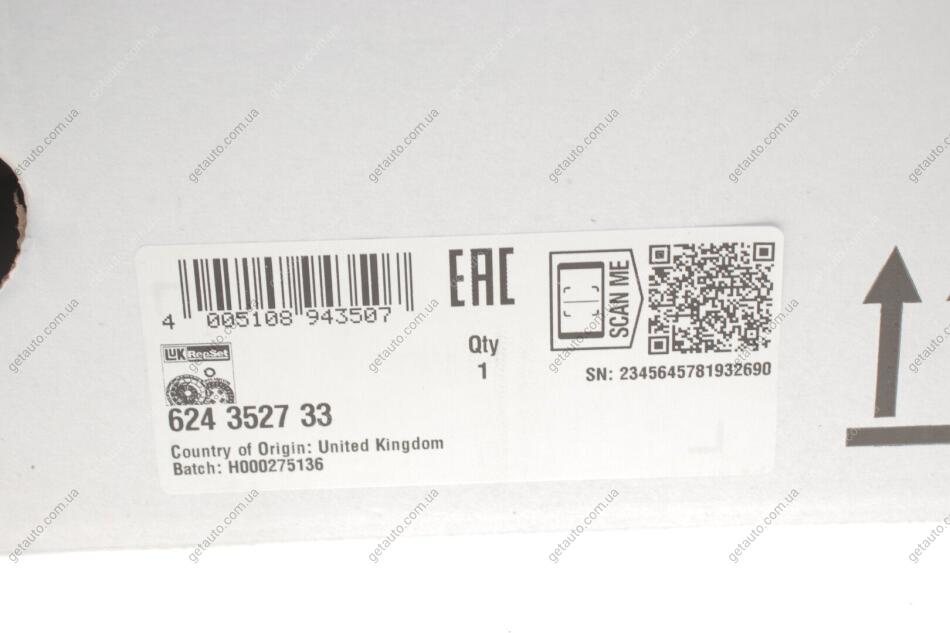 4 005108 943507
EAC
SCAN ME
LuK RepSet
Qty
1
SN: 2345645781932690
624 3527 33
Country of Origin: United Kingdom
Batch: H000275136
getauto.com.ua